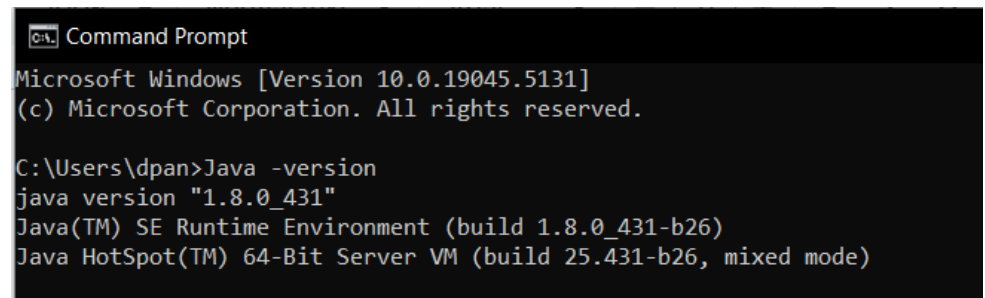 Command Prompt
Microsoft Windows [Version 10.0.19045.5131]
(c) Microsoft Corporation. All rights reserved.
C:\Users\dpan>Java -version
java version "1.8.0_431"
Java(TM) SE Runtime Environment (build 1.8.0_431-b26)
Java HotSpot(TM) 64-Bit Server VM (build 25.431-b26, mixed mode)